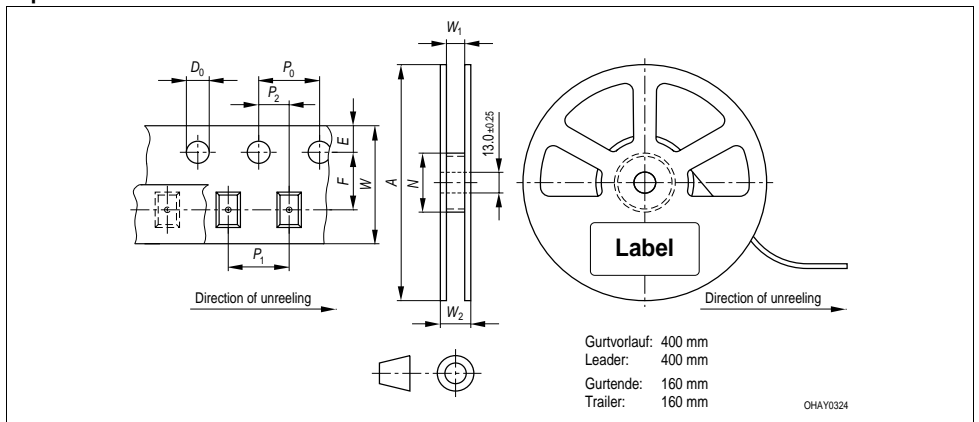 W1
D0
P0
P2
E
F
W
A
N
13.0 ±0.25
Label
P1
Direction of unreeling
W2
Direction of unreeling
Gurtvorlauf: 400 mm
Leader: 400 mm
Gurtende: 160 mm
Trailer: 160 mm
OHAY0324